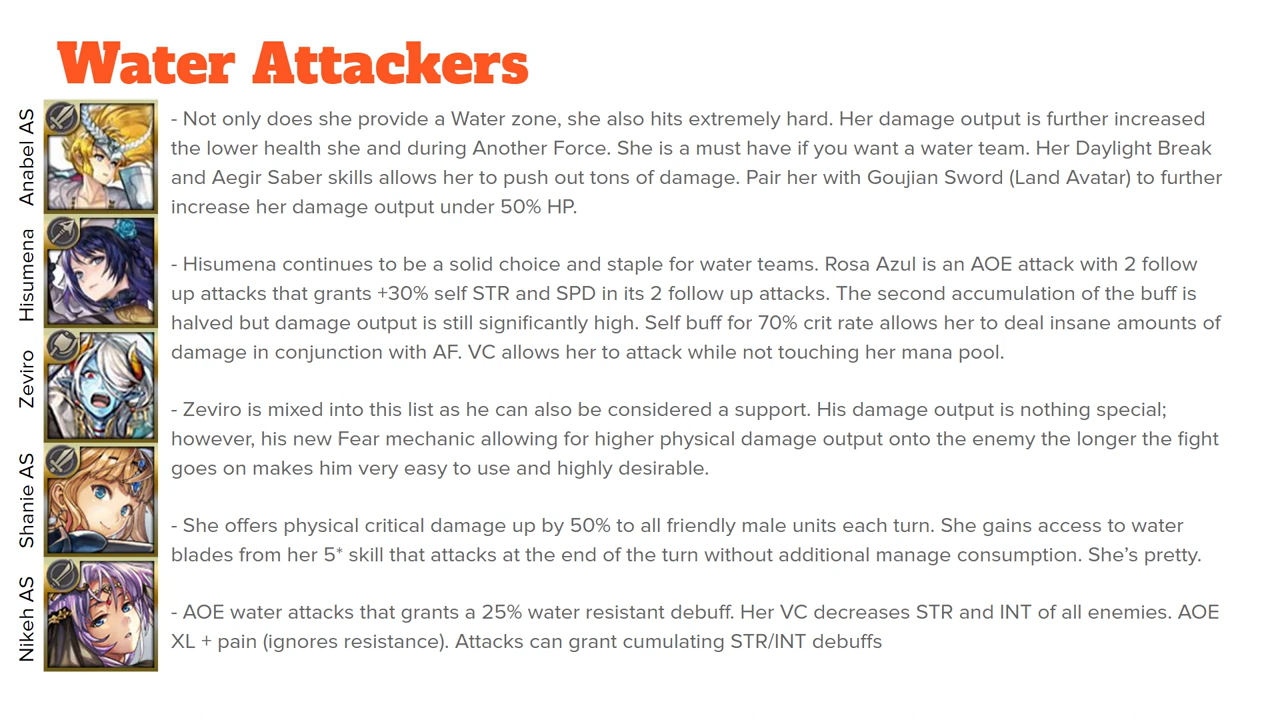 Water Attackers
Anabel AS
- Not only does she provide a Water zone, she also hits extremely hard. Her damage output is further increased
the lower health she and during Another Force. She is a must have if you want a water team. Her Daylight Break
and Aegir Saber skills allows her to push out tons of damage. Pair her with Goujian Sword (Land Avatar) to further
increase her damage output under 50% HP.
Hisumena
- Hisumena continues to be a solid choice and staple for water teams. Rosa Azul is an AOE attack with 2 follow
up attacks that grants +30% self STR and SPD in its 2 follow up attacks. The second accumulation of the buff is
halved but damage output is still significantly high. Self buff for 70% crit rate allows her to deal insane amounts of
damage in conjunction with AF. VC allows her to attack while not touching her mana pool.
Zeviro
- Zeviro is mixed into this list as he can also be considered a support. His damage output is nothing special;
however, his new Fear mechanic allowing for higher physical damage output onto the enemy the longer the fight
goes on makes him very easy to use and highly desirable.
Shanie AS
- She offers physical critical damage up by 50% to all friendly male units each turn. She gains access to water
blades from her 5* skill that attacks at the end of the turn without additional manage consumption. She’s pretty.
Nikeh AS
- AOE water attacks that grants a 25% water resistant debuff. Her VC decreases STR and INT of all enemies. AOE
XL + pain (ignores resistance). Attacks can grant cumulating STR/INT debuffs